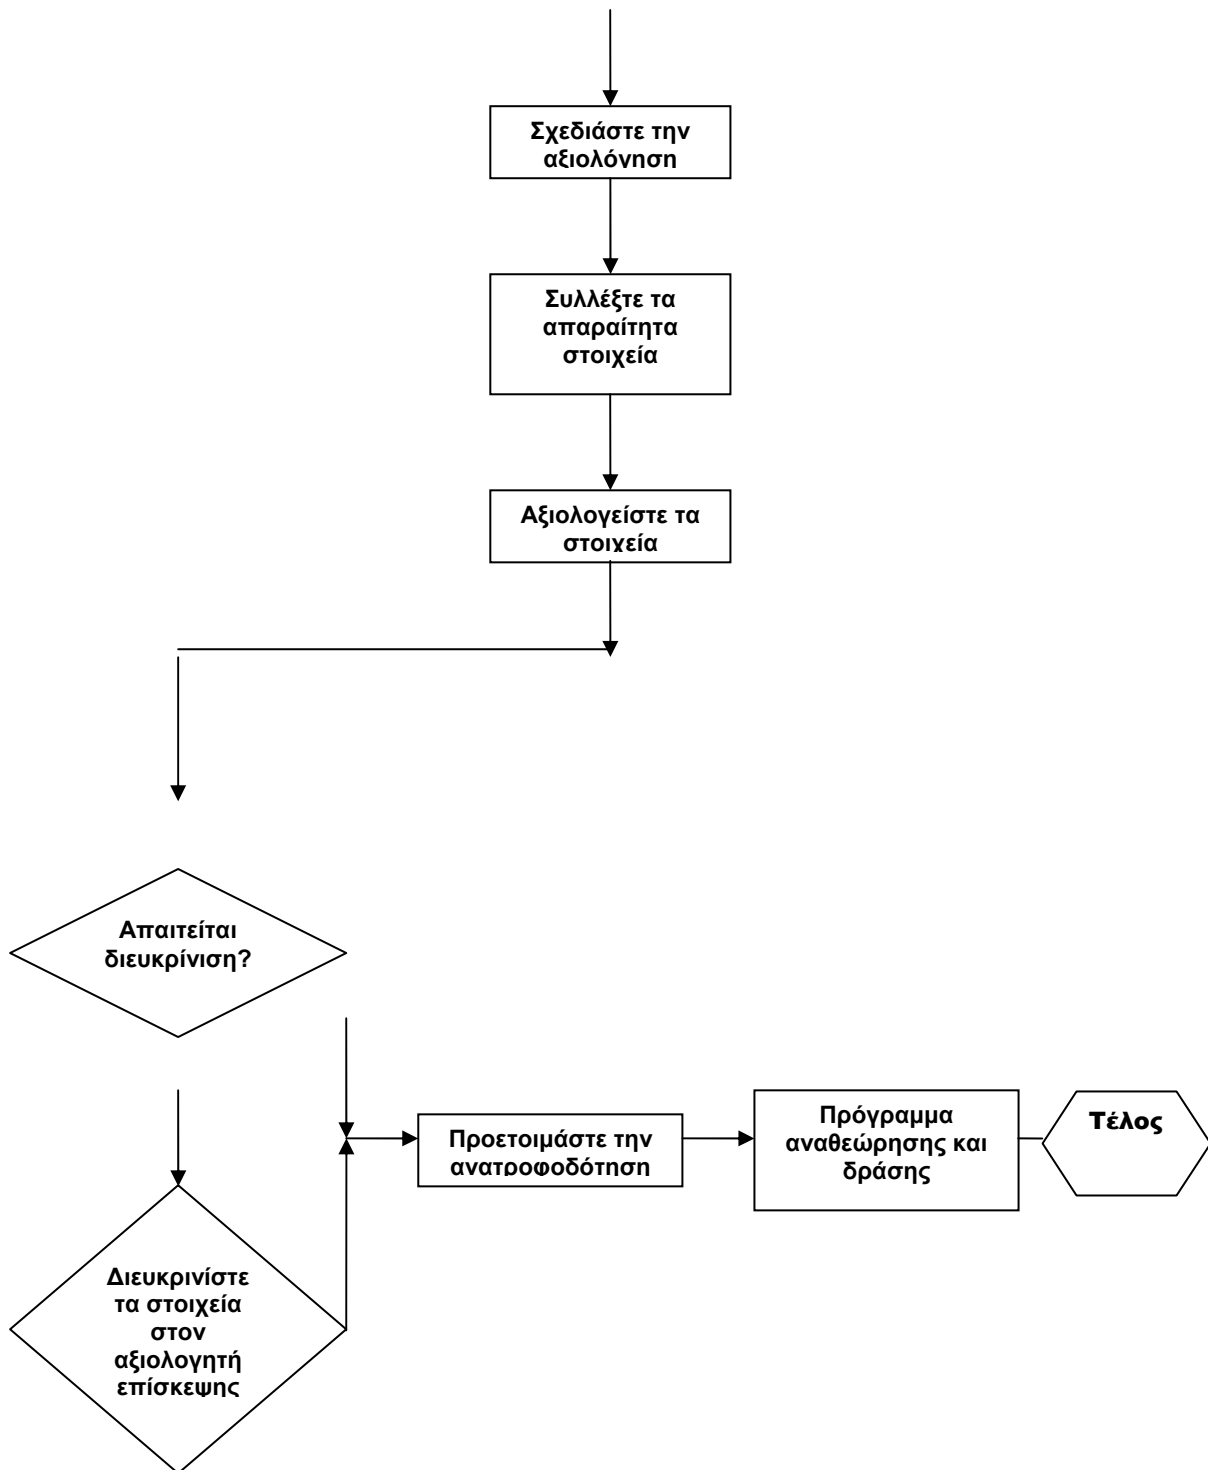 Σχεδιάστε την
αξιολόγηση
Συλλέξτε τα
απαραίτητα
στοιχεία
Αξιολογείστε τα
στοιχεία
Απαιτείται
διευκρίνιση?
Προετοιμάστε την
ανατροφοδότηση
Πρόγραμμα
αναθεώρησης και
δράσης
Τέλος
Διευκρινίστε
τα στοιχεία
στον
αξιολογητή
επίσκεψης